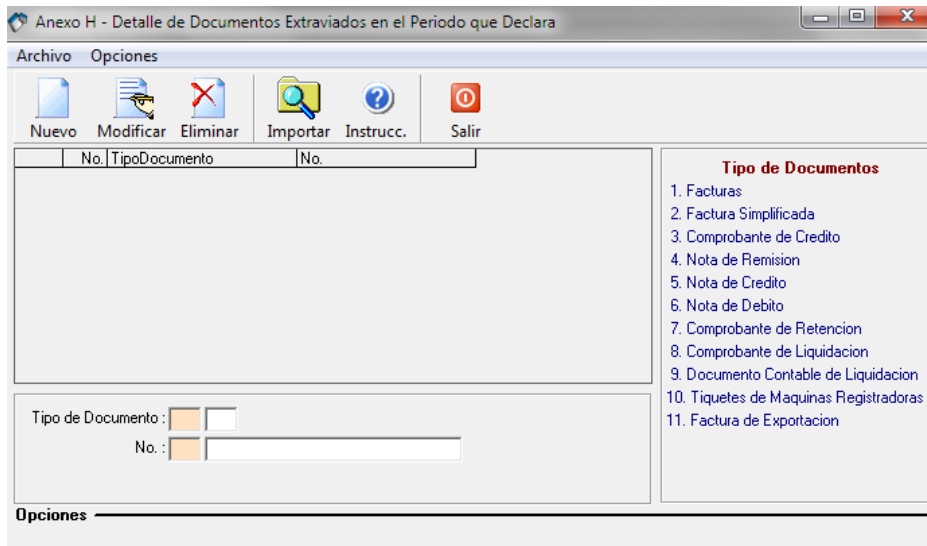 Anexo H - Detalle de Documentos Extraviados en el Periodo que Declara
Archivo Opciones
Nuevo Modificar Eliminar Importar Instrucc. Salir
No. TipoDocumento No.
Tipo de Documentos
1. Facturas
2. Factura Simplificada
3. Comprobante de Credito
4. Nota de Remision
5. Nota de Credito
6. Nota de Debito
7. Comprobante de Retencion
8. Comprobante de Liquidacion
9. Documento Contable de Liquidacion
10. Tiquetes de Maquinas Registradoras
11. Factura de Exportacion
Tipo de Documento :
No. :
Opciones